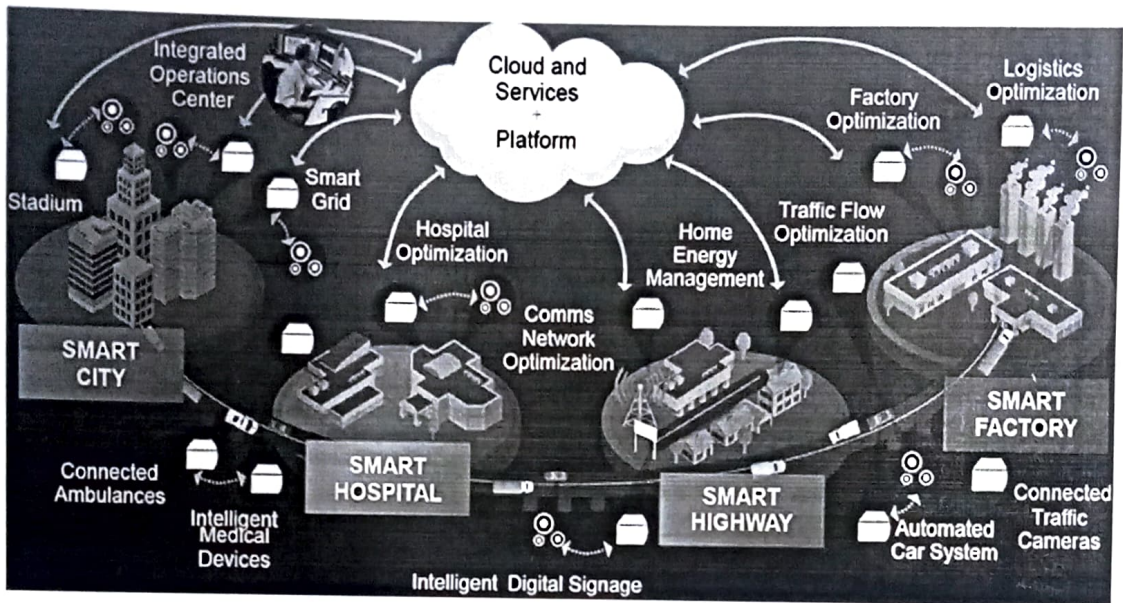 Integrated
Operations
Center
Cloud and
Services
+
Platform
Logistics
Optimization
Factory
Optimization
Stadium
Smart
Grid
Hospital
Optimization
Home
Energy
Management
Traffic Flow
Optimization
Comms
Network
Optimization
SMART
CITY
SMART
HOSPITAL
SMART
HIGHWAY
SMART
FACTORY
Connected
Ambulances
Intelligent
Medical
Devices
Intelligent Digital Signage
Automated
Car System
Connected
Traffic
Cameras